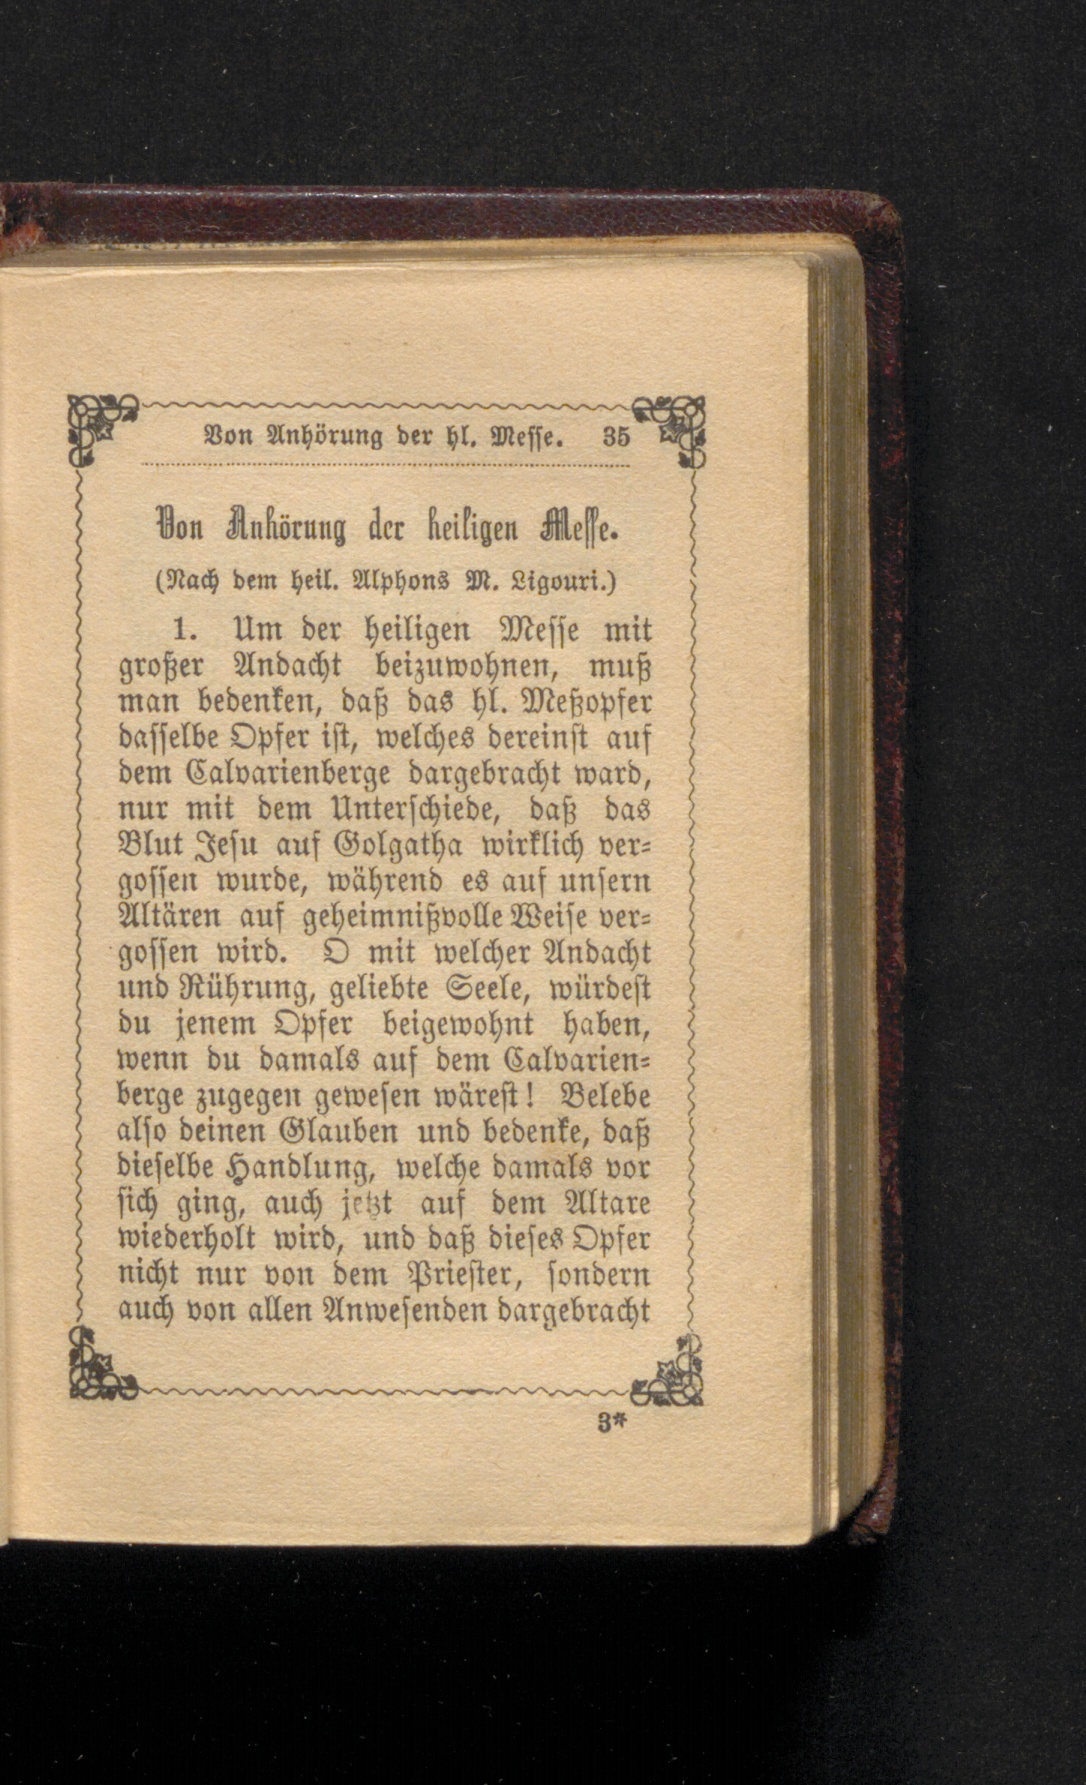 Von Anhörung der hl. Messe. 35
Von Anhörung der heiligen Messe.
(Nach dem heil. Alphons M. Ligouri.)
1. Um der heiligen Messe mit
großer Andacht beizuwohnen, muß
man bedenken, daß das hl. Meßopfer
dasselbe Opfer ist, welches dereinst auf
dem Calvarienberge dargebracht ward,
nur mit dem Unterschiede, daß das
Blut Jesu auf Golgatha wirklich ver-
gossen wurde, während es auf unsern
Altären auf geheimnißvolle Weise ver-
gossen wird. O mit welcher Andacht
und Rührung, geliebte Seele, würdest
du jenem Opfer beigewohnt haben,
wenn du damals auf dem Calvarien-
berge zugegen gewesen wärest! Belebe
also deinen Glauben und bedenke, daß
dieselbe Handlung, welche damals vor
sich ging, auch jetzt auf dem Altare
wiederholt wird, und daß dieses Opfer
nicht nur von dem Priester, sondern
auch von allen Anwesenden dargebracht
3*